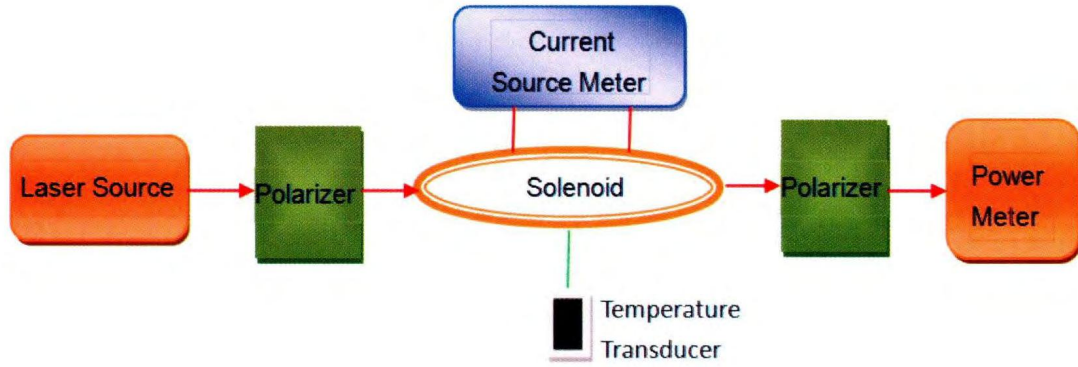 Current
Source Meter
Laser Source
Polarizer
Solenoid
Polarizer
Power
Meter
Temperature
Transducer